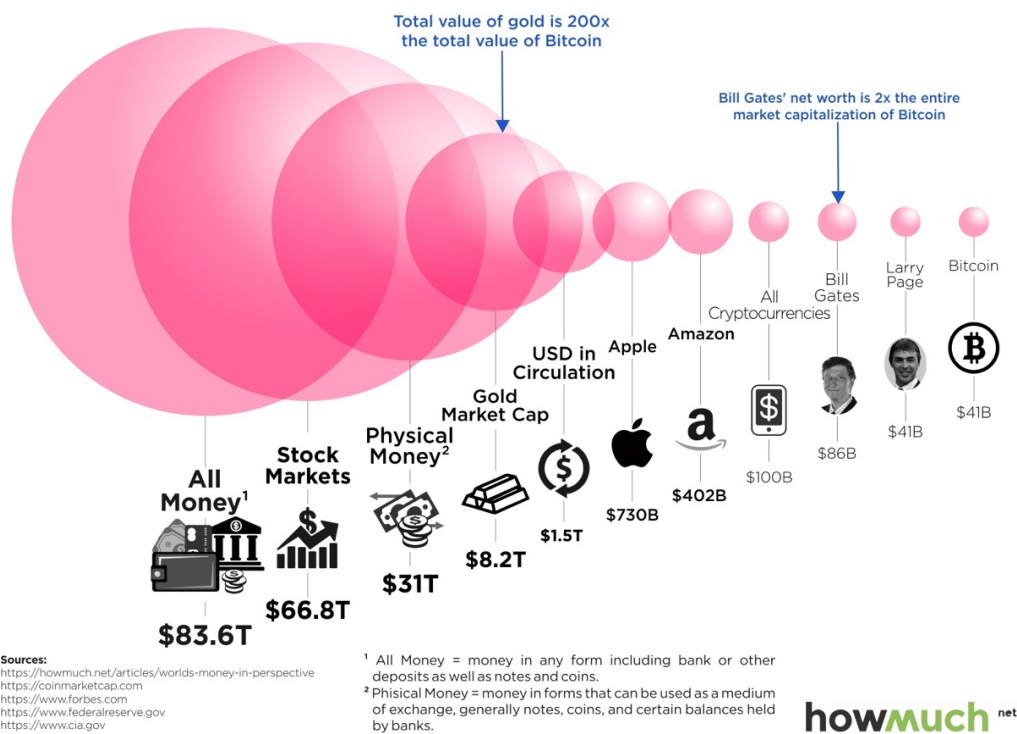 Total value of gold is 200x
the total value of Bitcoin
Bill Gates' net worth is 2x the entire
market capitalization of Bitcoin
All
Money¹
$83.6T
Stock
Markets
$66.8T
Physical
Money²
$31T
Gold
Market Cap
$8.2T
USD in
Circulation
$1.5T
Apple
$730B
Amazon
a
$402B
All
Cryptocurrencies
$100B
Bill
Gates
$86B
Larry
Page
$41B
Bitcoin
$41B
Sources:
https://howmuch.net/articles/worlds-money-in-perspective
https://coinmarketcap.com
https://www.forbes.com
https://www.federalreserve.gov
https://www.cia.gov
¹ All Money = money in any form including bank or other
deposits as well as notes and coins.
² Phisical Money = money in forms that can be used as a medium
of exchange, generally notes, coins, and certain balances held
by banks.
howmuch net